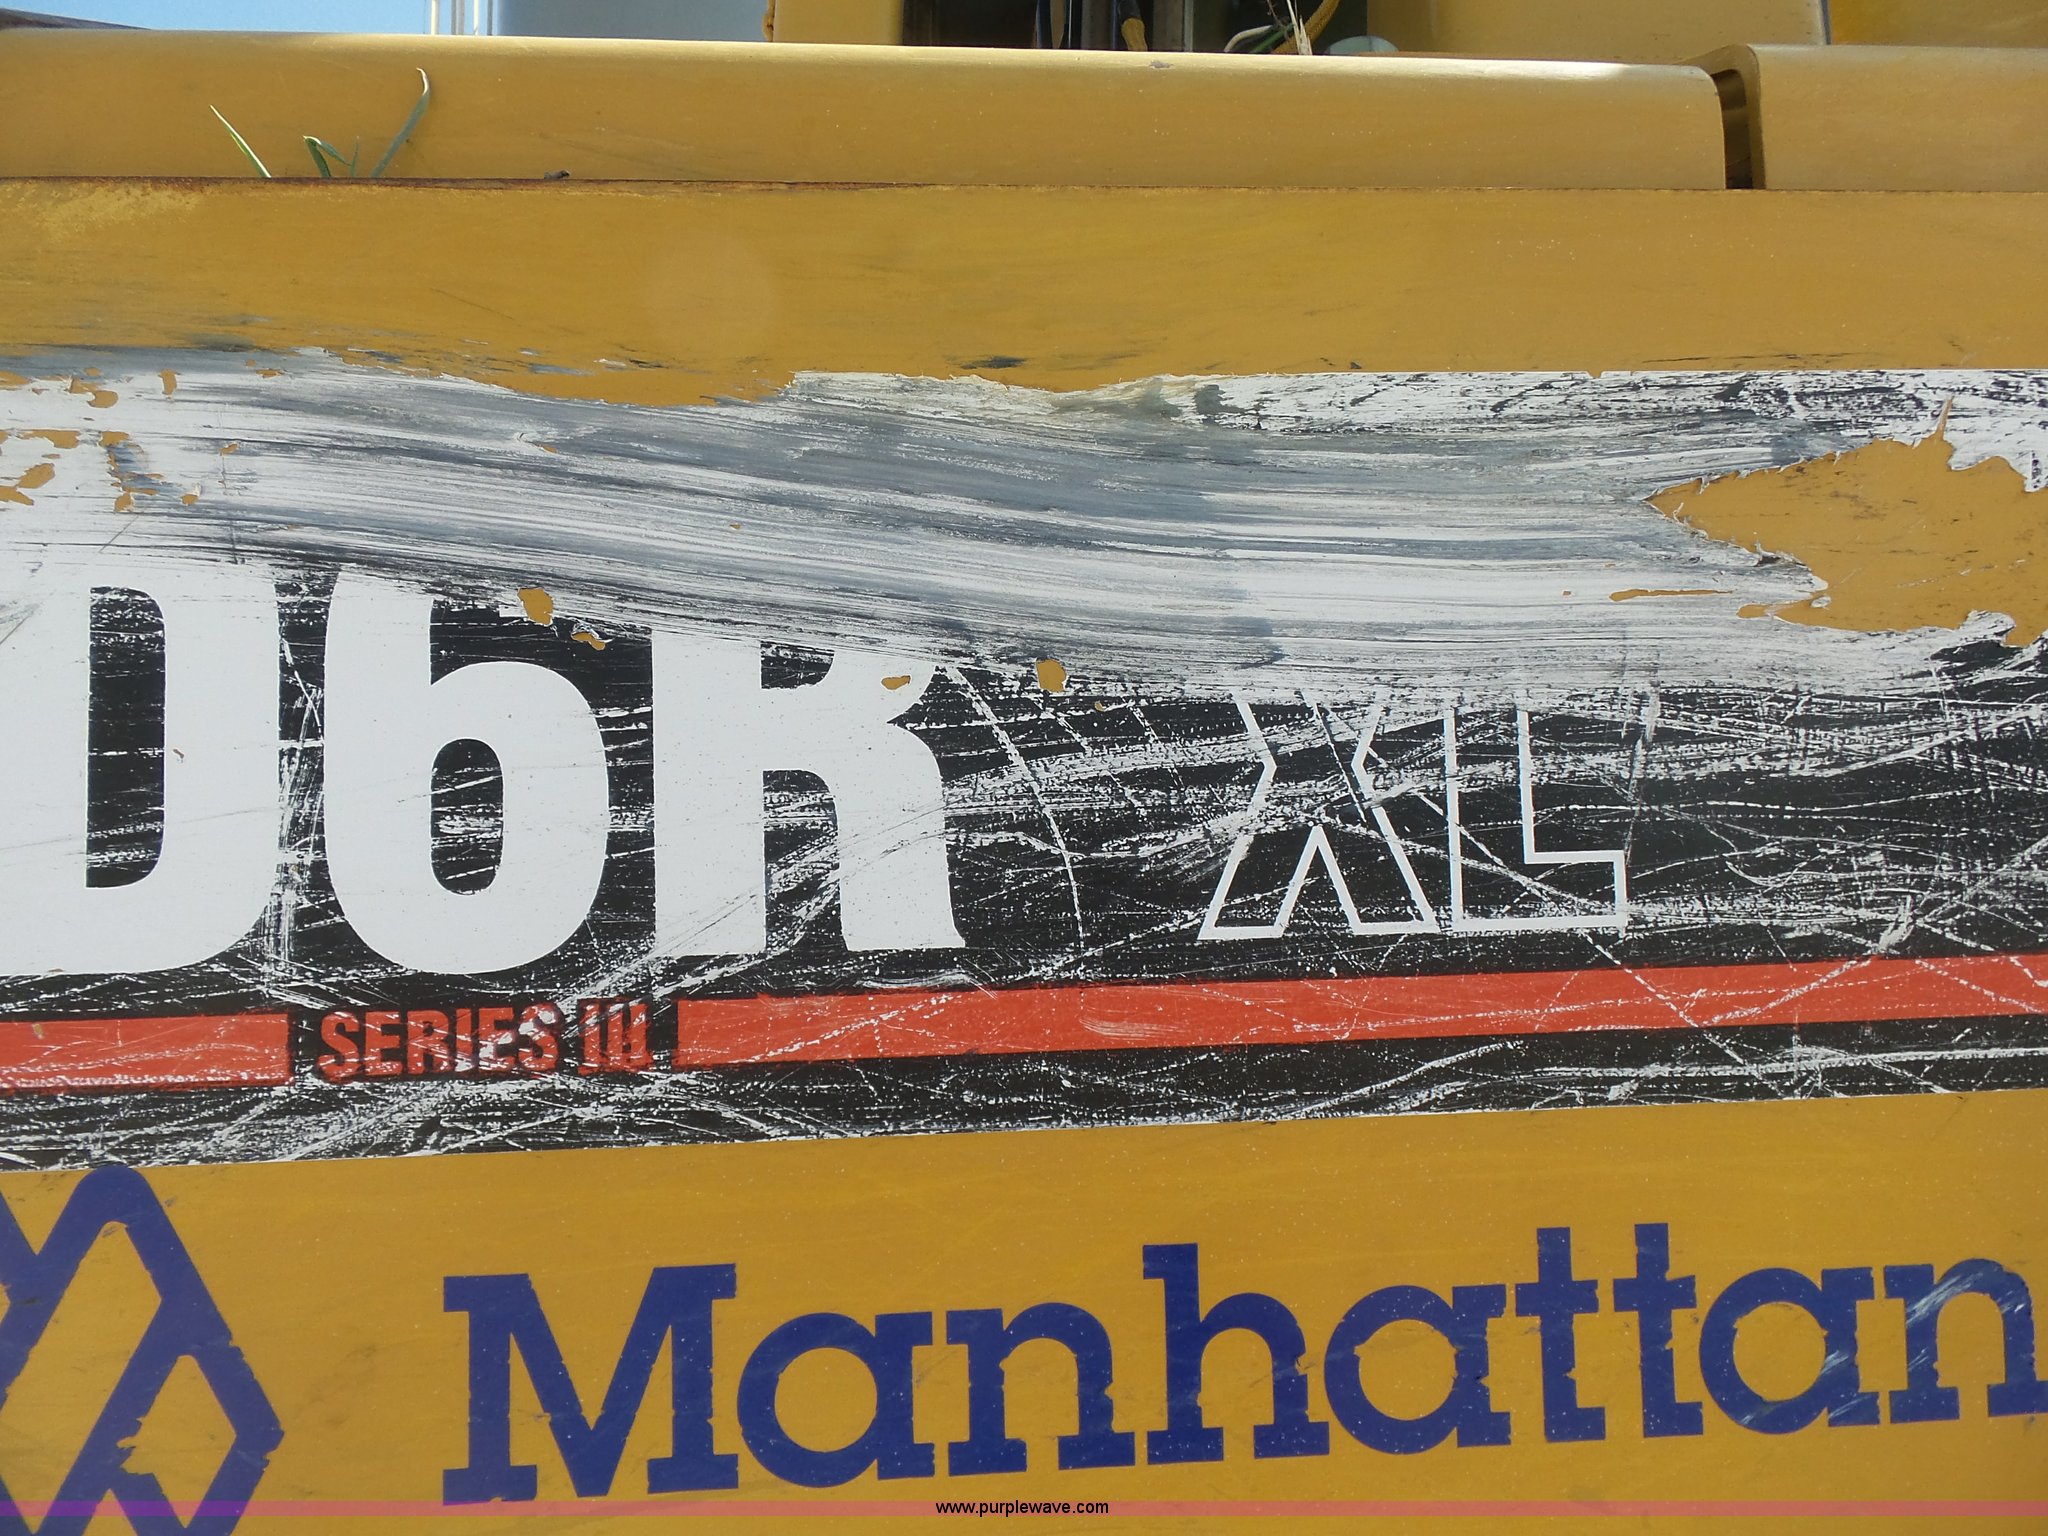 D6R XL
SERIES III
Manhattan
www.purplewave.com